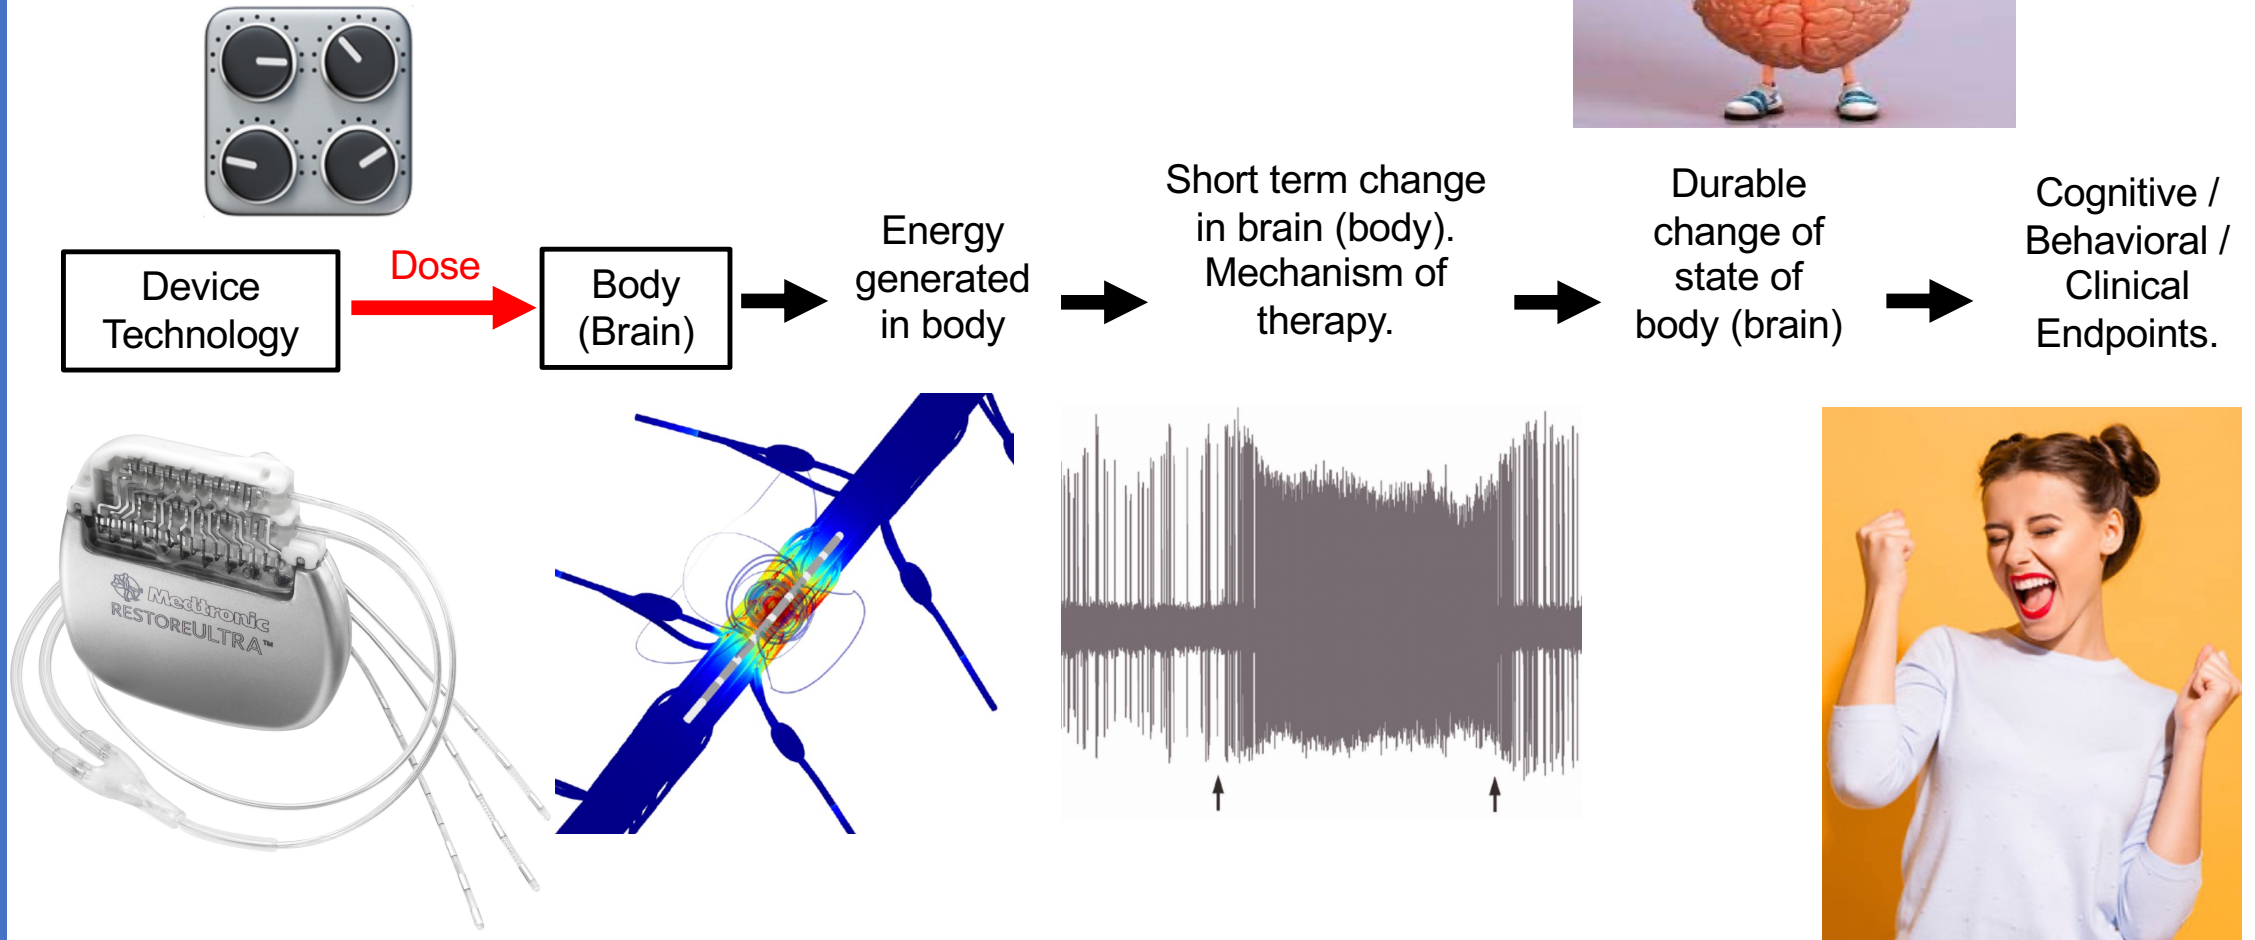 Device
Technology
Dose
Body
(Brain)
Energy
generated
in body
Short term change
in brain (body).
Mechanism of
therapy.
Durable
change of
state of
body (brain)
Cognitive /
Behavioral /
Clinical
Endpoints.
Medtronic
RESTOREULTRA™